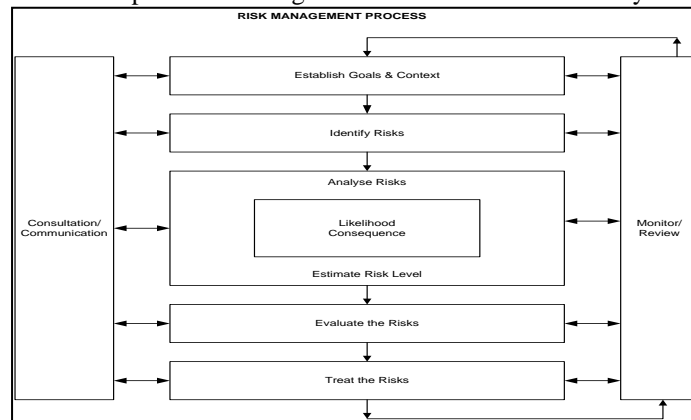 RISK MANAGEMENT PROCESS
Establish Goals & Context
Identify Risks
Analyse Risks
Likelihood
Consequence
Estimate Risk Level
Evaluate the Risks
Treat the Risks
Consultation/
Communication
Monitor/
Review